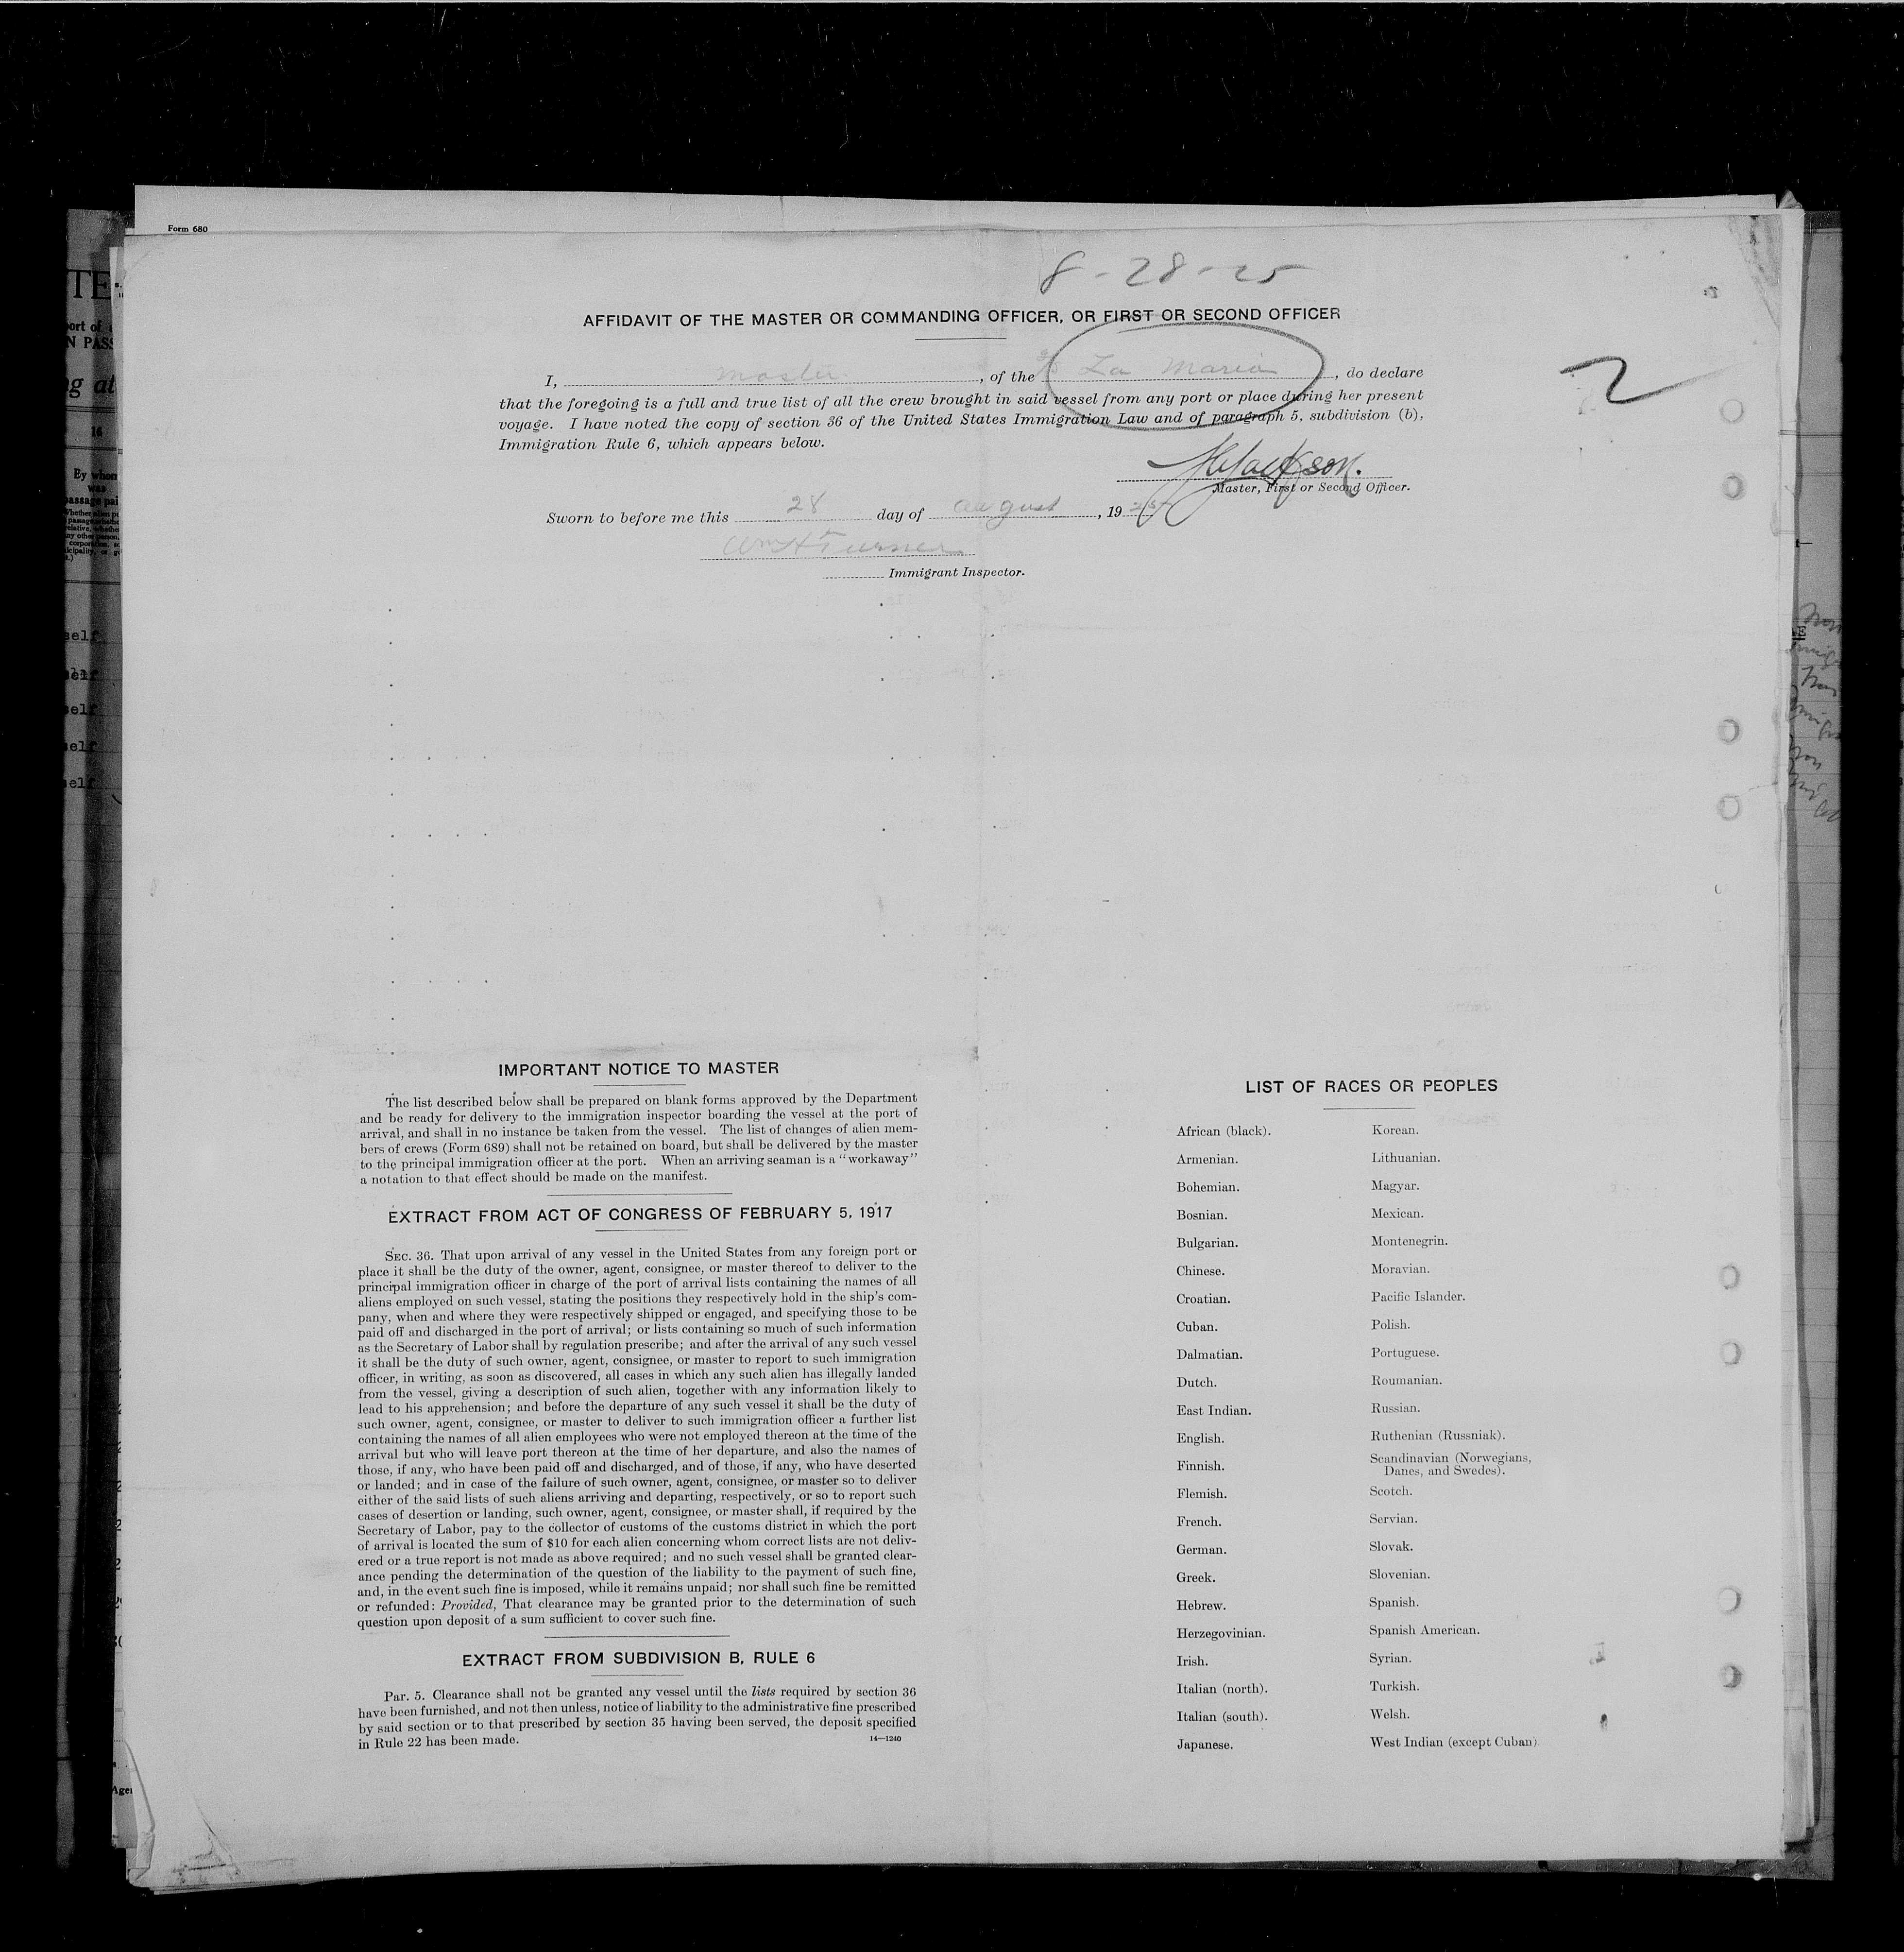 Form 680
8-28-25
AFFIDAVIT OF THE MASTER OR COMMANDING OFFICER, OR FIRST OR SECOND OFFICER
I, master, of the La Maria, do declare
that the foregoing is a full and true list of all the crew brought in said vessel from any port or place during her present
voyage. I have noted the copy of section 36 of the United States Immigration Law and of paragraph 5, subdivision (b),
Immigration Rule 6, which appears below.
2
Jackson.
Master, First or Second Officer.
Sworn to before me this 28 day of august, 1925
Wm H Turner
Immigrant Inspector.
IMPORTANT NOTICE TO MASTER
The list described below shall be prepared on blank forms approved by the Department
and be ready for delivery to the immigration inspector boarding the vessel at the port of
arrival, and shall in no instance be taken from the vessel. The list of changes of alien mem-
bers of crews (Form 689) shall not be retained on board, but shall be delivered by the master
to the principal immigration officer at the port. When an arriving seaman is a "workaway"
a notation to that effect should be made on the manifest.
EXTRACT FROM ACT OF CONGRESS OF FEBRUARY 5, 1917
SEC. 36. That upon arrival of any vessel in the United States from any foreign port or
place it shall be the duty of the owner, agent, consignee, or master thereof to deliver to the
principal immigration officer in charge of the port of arrival lists containing the names of all
aliens employed on such vessel, stating the positions they respectively hold in the ship's com-
pany, when and where they were respectively shipped or engaged, and specifying those to be
paid off and discharged in the port of arrival; or lists containing so much of such information
as the Secretary of Labor shall by regulation prescribe; and after the arrival of any such vessel
it shall be the duty of such owner, agent, consignee, or master to report to such immigration
officer, in writing, as soon as discovered, all cases in which any such alien has illegally landed
from the vessel, giving a description of such alien, together with any information likely to
lead to his apprehension; and before the departure of any such vessel it shall be the duty of
such owner, agent, consignee, or master to deliver to such immigration officer a further list
containing the names of all alien employees who were not employed thereon at the time of the
arrival but who will leave port thereon at the time of her departure, and also the names of
those, if any, who have been paid off and discharged, and of those, if any, who have deserted
or landed; and in case of the failure of such owner, agent, consignee, or master so to deliver
either of the said lists of such aliens arriving and departing, respectively, or so to report such
cases of desertion or landing, such owner, agent, consignee, or master shall, if required by the
Secretary of Labor, pay to the collector of customs of the customs district in which the port
of arrival is located the sum of $10 for each alien concerning whom correct lists are not deliv-
ered or a true report is not made as above required; and no such vessel shall be granted clear-
ance pending the determination of the question of the liability to the payment of such fine,
and, in the event such fine is imposed, while it remains unpaid; nor shall such fine be remitted
or refunded: Provided, That clearance may be granted prior to the determination of such
question upon deposit of a sum sufficient to cover such fine.
EXTRACT FROM SUBDIVISION B, RULE 6
Par. 5. Clearance shall not be granted any vessel until the lists required by section 36
have been furnished, and not then unless, notice of liability to the administrative fine prescribed
by said section or to that prescribed by section 35 having been served, the deposit specified
in Rule 22 has been made.
14—1240
LIST OF RACES OR PEOPLES
African (black).
Armenian.
Bohemian.
Bosnian.
Bulgarian.
Chinese.
Croatian.
Cuban.
Dalmatian.
Dutch.
East Indian.
English.
Finnish.
Flemish.
French.
German.
Greek.
Hebrew.
Herzegovinian.
Irish.
Italian (north).
Italian (south).
Japanese.
Korean.
Lithuanian.
Magyar.
Mexican.
Montenegrin.
Moravian.
Pacific Islander.
Polish.
Portuguese.
Roumanian.
Russian.
Ruthenian (Russniak).
Scandinavian (Norwegians,
Danes, and Swedes).
Scotch.
Servian.
Slovak.
Slovenian.
Spanish.
Spanish American.
Syrian.
Turkish.
Welsh.
West Indian (except Cuban)